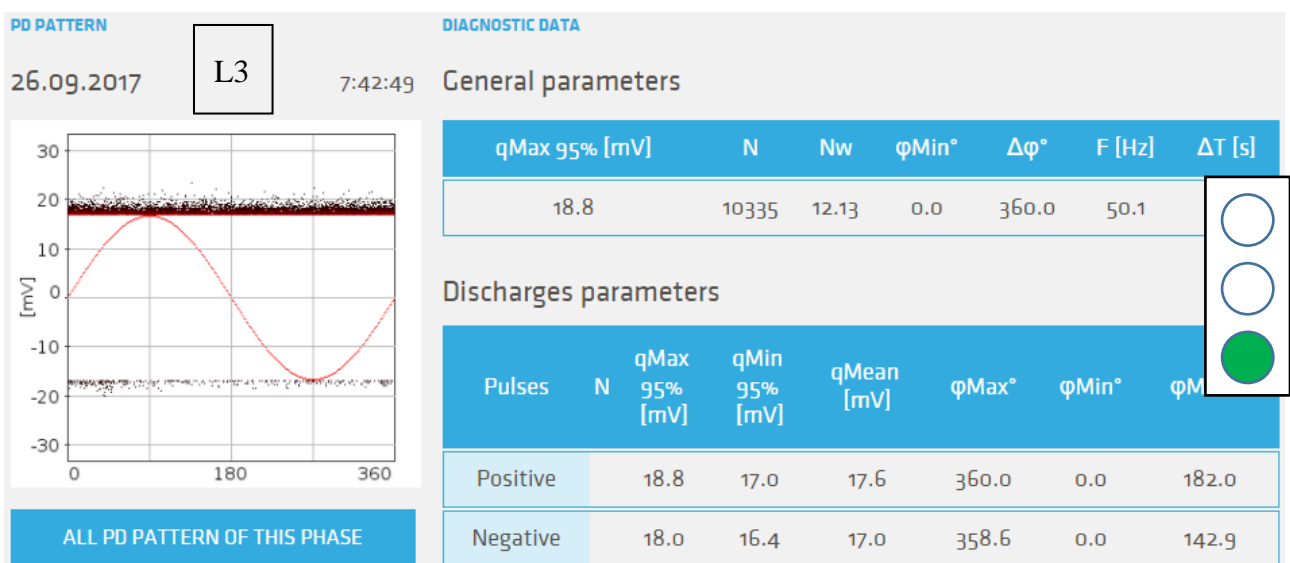 PD PATTERN
26.09.2017 L3 7:42:49
30
20
10
0
-10
-20
-30
[mV]
0 180 360
ALL PD PATTERN OF THIS PHASE
DIAGNOSTIC DATA
General parameters
qMax 95% [mV] N Nw φMin° Δφ° F [Hz] ΔT [s]
18.8 10335 12.13 0.0 360.0 50.1
Discharges parameters
Pulses N qMax 95% [mV] qMin 95% [mV] qMean [mV] φMax° φMin°
Positive 18.8 17.0 17.6 360.0 0.0 182.0
Negative 18.0 16.4 17.0 358.6 0.0 142.9